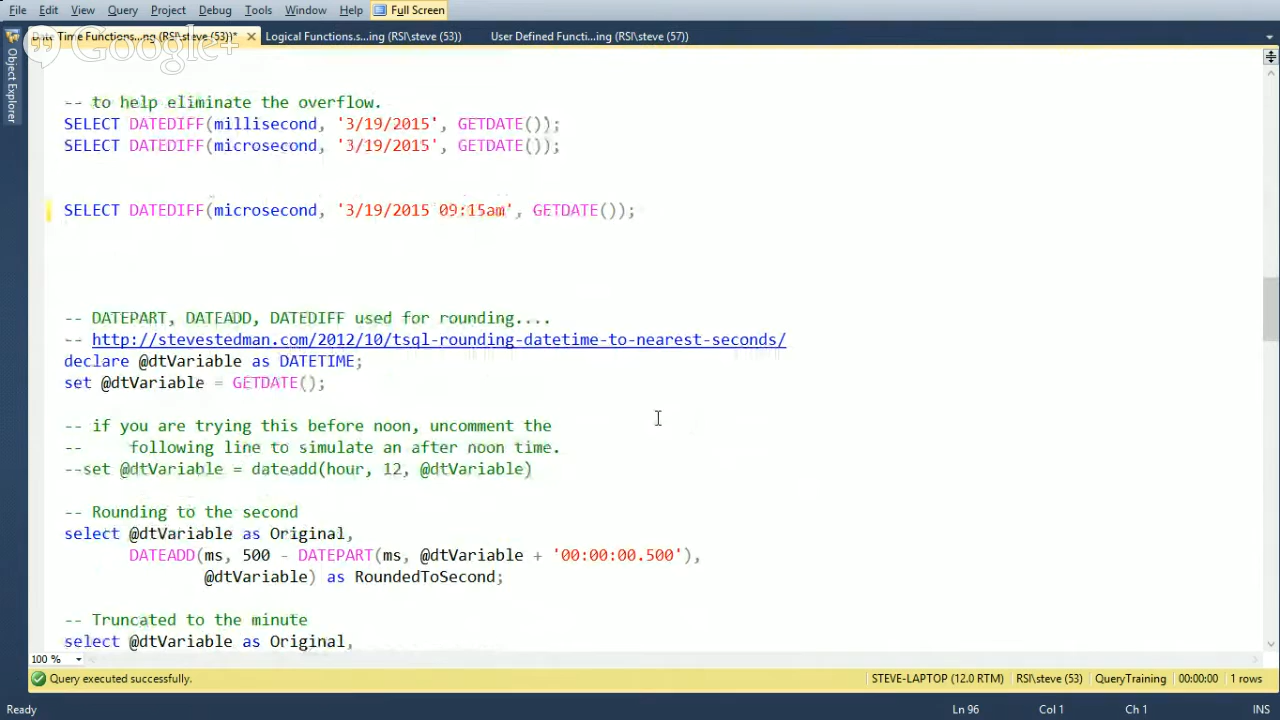 File Edit View Query Project Debug Tools Window Help Full Screen
Date Time Functions...ng (RSI\steve (53))* Logical Functions.s...ing (RSI\steve (53)) User Defined Functi...ing (RSI\steve (57))
Google+
Object Explorer
-- to help eliminate the overflow.
SELECT DATEDIFF(millisecond, '3/19/2015', GETDATE());
SELECT DATEDIFF(microsecond, '3/19/2015', GETDATE());
SELECT DATEDIFF(microsecond, '3/19/2015 09:15am', GETDATE());
-- DATEPART, DATEADD, DATEDIFF used for rounding....
-- http://stevestedman.com/2012/10/tsql-rounding-datetime-to-nearest-seconds/
declare @dtVariable as DATETIME;
set @dtVariable = GETDATE();
-- if you are trying this before noon, uncomment the
-- following line to simulate an after noon time.
--set @dtVariable = dateadd(hour, 12, @dtVariable)
-- Rounding to the second
select @dtVariable as Original,
DATEADD(ms, 500 - DATEPART(ms, @dtVariable + '00:00:00.500'),
@dtVariable) as RoundedToSecond;
-- Truncated to the minute
select @dtVariable as Original,
100 %
Query executed successfully. STEVE-LAPTOP (12.0 RTM) RSI\steve (53) QueryTraining 00:00:00 1 rows
Ready Ln 96 Col 1 Ch 1 INS